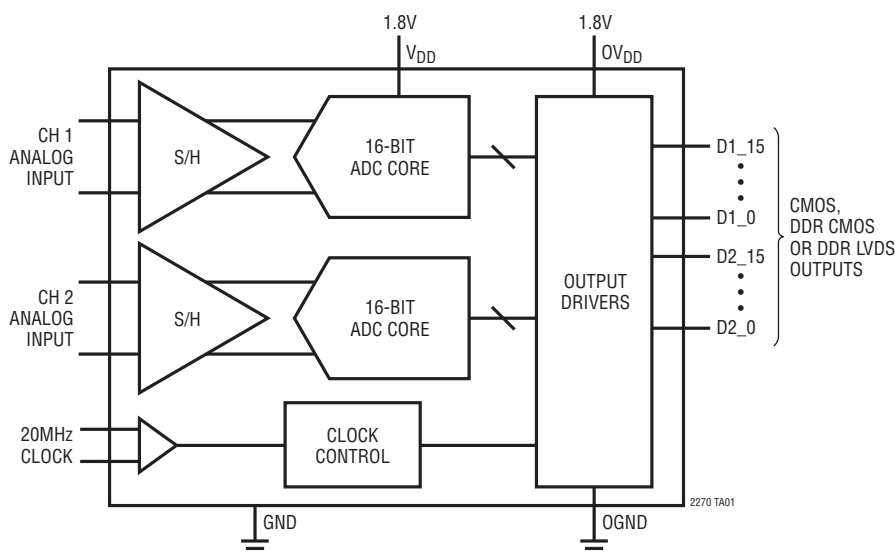 1.8V
1.8V
VDD
OVDD
CH 1
ANALOG
INPUT
S/H
16-BIT
ADC CORE
D1_15
D1_0
CH 2
ANALOG
INPUT
S/H
16-BIT
ADC CORE
OUTPUT
DRIVERS
D2_15
D2_0
CMOS,
DDR CMOS
OR DDR LVDS
OUTPUTS
20MHz
CLOCK
CLOCK
CONTROL
2270 TA01
GND
OGND